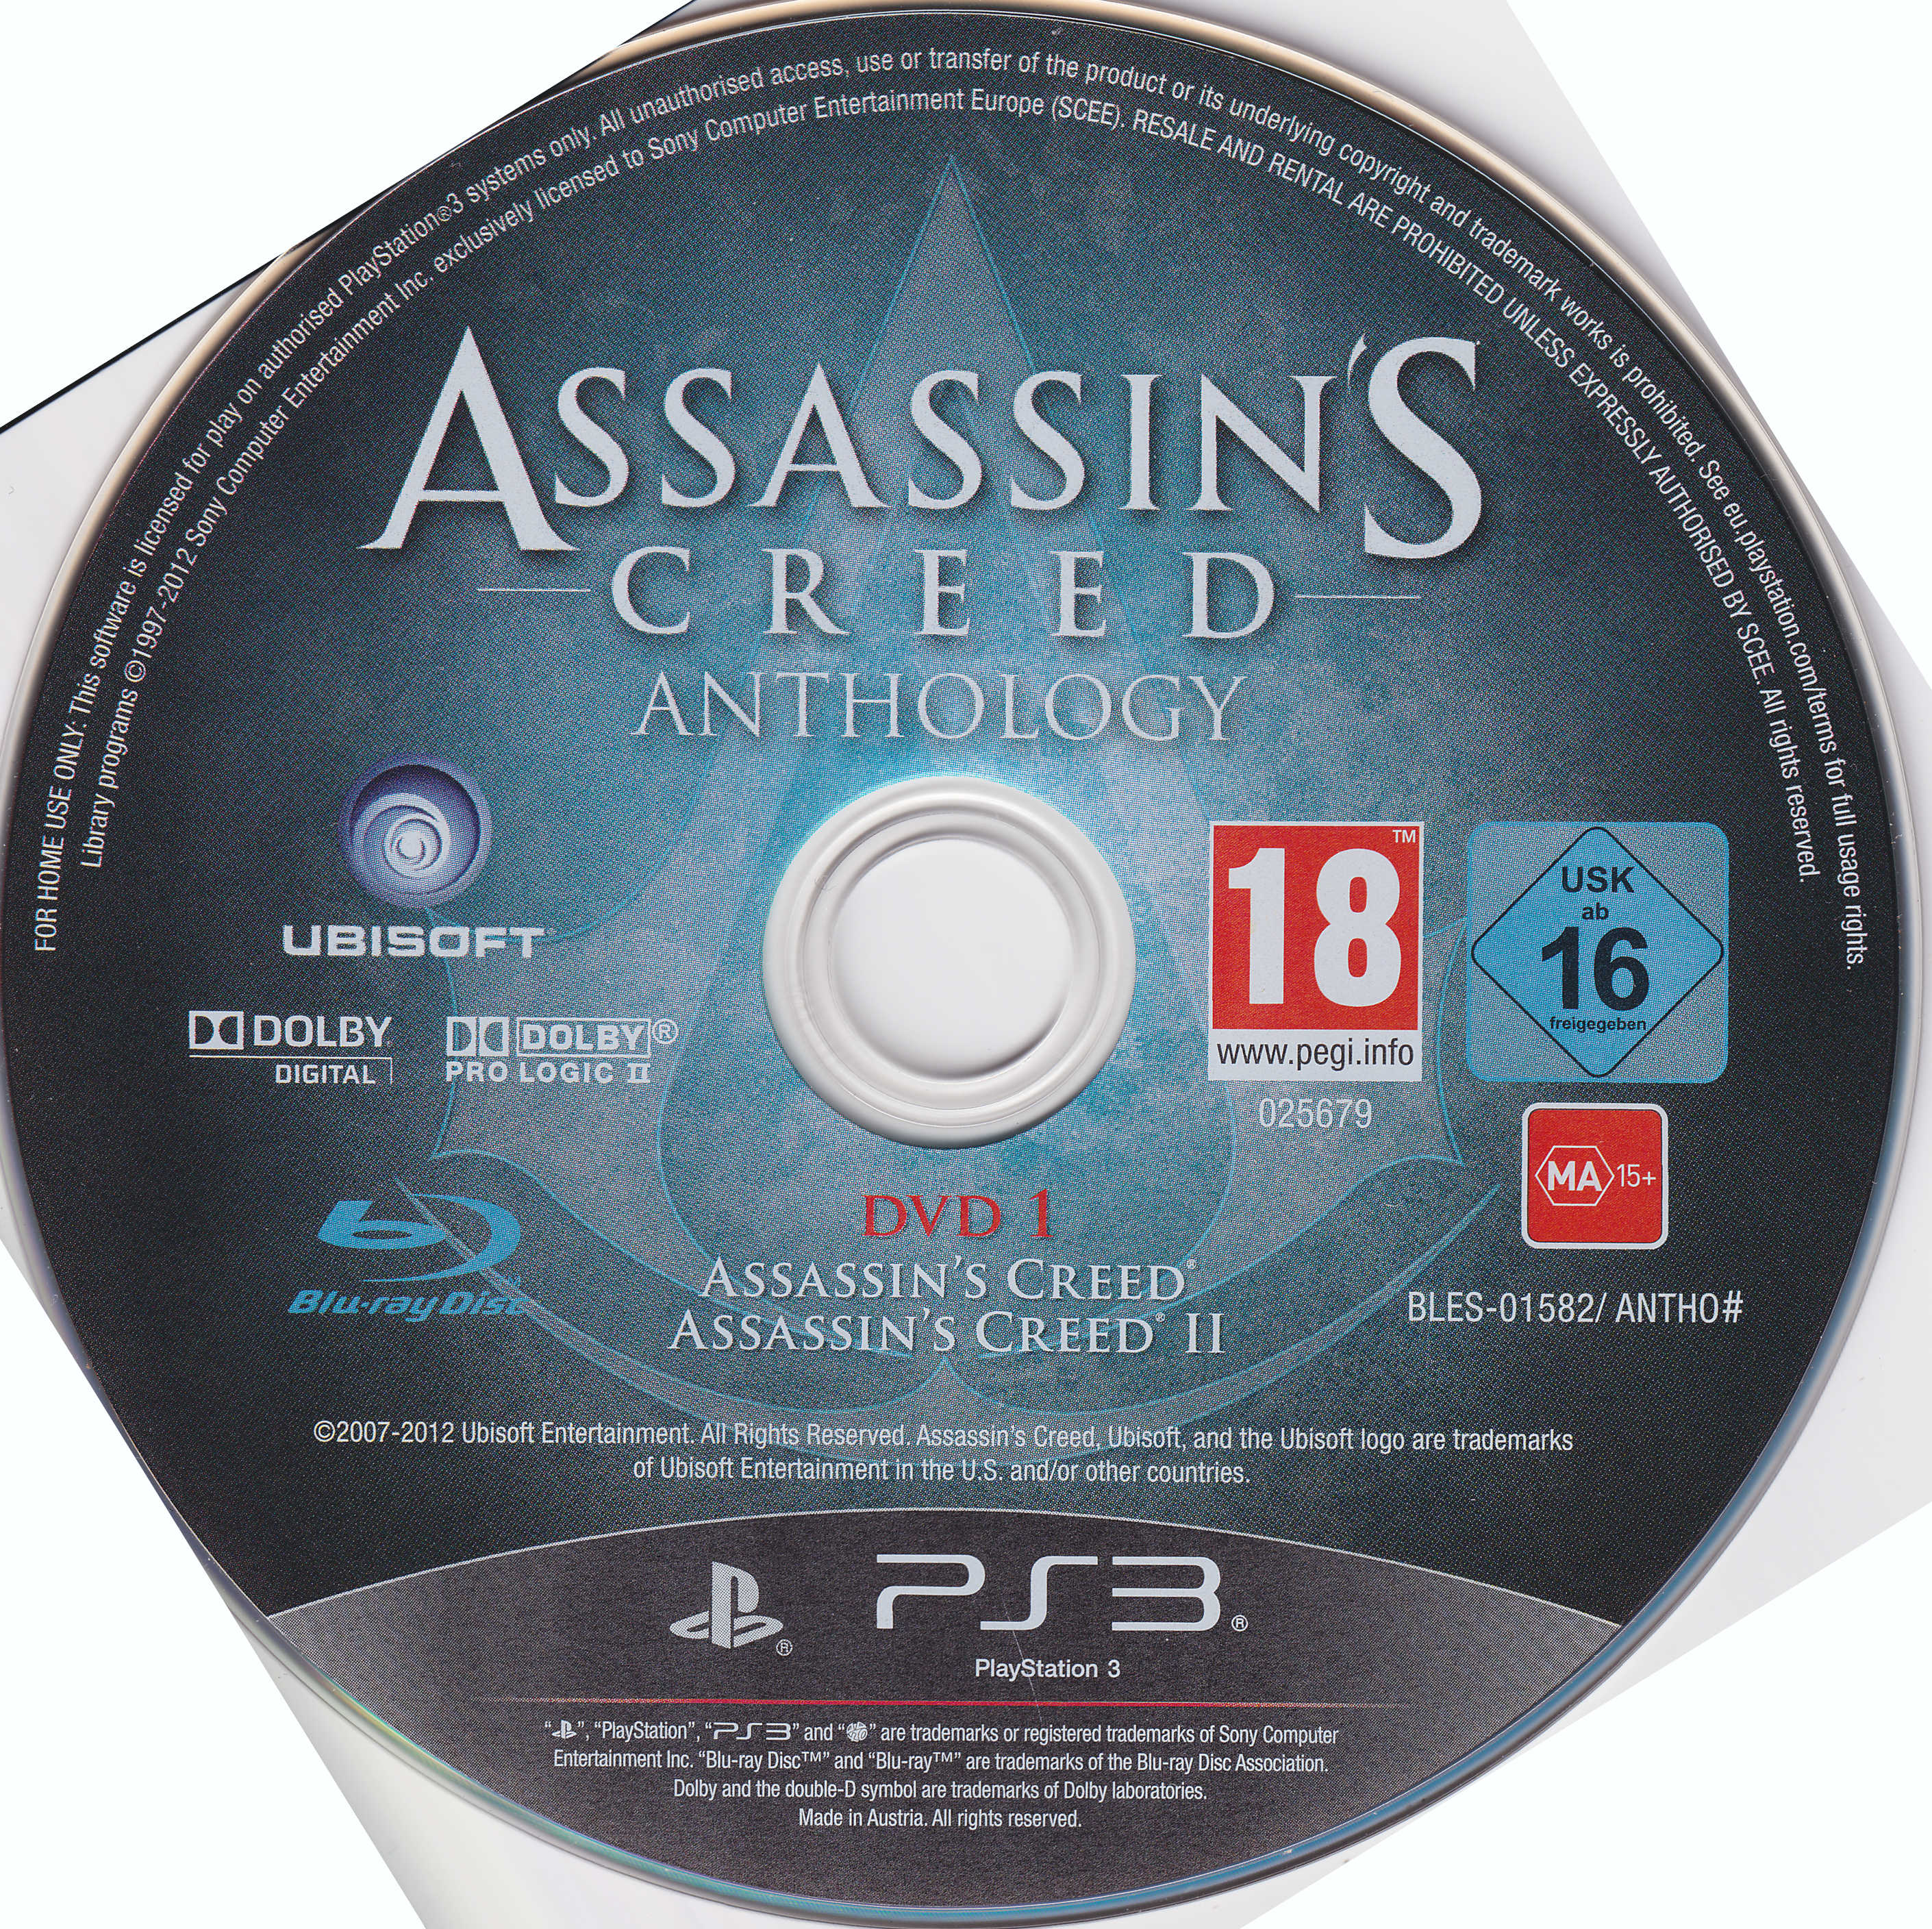 FOR HOME USE ONLY: This software is licensed for play on authorised PlayStation®3 systems only. All unauthorised access, use or transfer of the product or its underlying copyright and trademark works is prohibited. See eu.playstation.com/terms for full usage rights.
Library programs ©1997-2012 Sony Computer Entertainment Inc. exclusively licensed to Sony Computer Entertainment Europe (SCEE). RESALE AND RENTAL ARE PROHIBITED UNLESS EXPRESSLY AUTHORISED BY SCEE. All rights reserved.
ASSASSIN'S
CREED
ANTHOLOGY
UBISOFT
DOLBY
DIGITAL
DOLBY®
PRO LOGIC II
18™
www.pegi.info
025679
USK
ab
16
freigegeben
MA 15+
Blu-ray Disc™
DVD 1
ASSASSIN'S CREED®
ASSASSIN'S CREED® II
BLES-01582/ ANTHO#
©2007-2012 Ubisoft Entertainment. All Rights Reserved. Assassin's Creed, Ubisoft, and the Ubisoft logo are trademarks
of Ubisoft Entertainment in the U.S. and/or other countries.
®
PS3®
PlayStation 3
“ ”, “PlayStation”, “PS3” and “ ” are trademarks or registered trademarks of Sony Computer
Entertainment Inc. “Blu-ray Disc™” and “Blu-ray™” are trademarks of the Blu-ray Disc Association.
Dolby and the double-D symbol are trademarks of Dolby laboratories.
Made in Austria. All rights reserved.